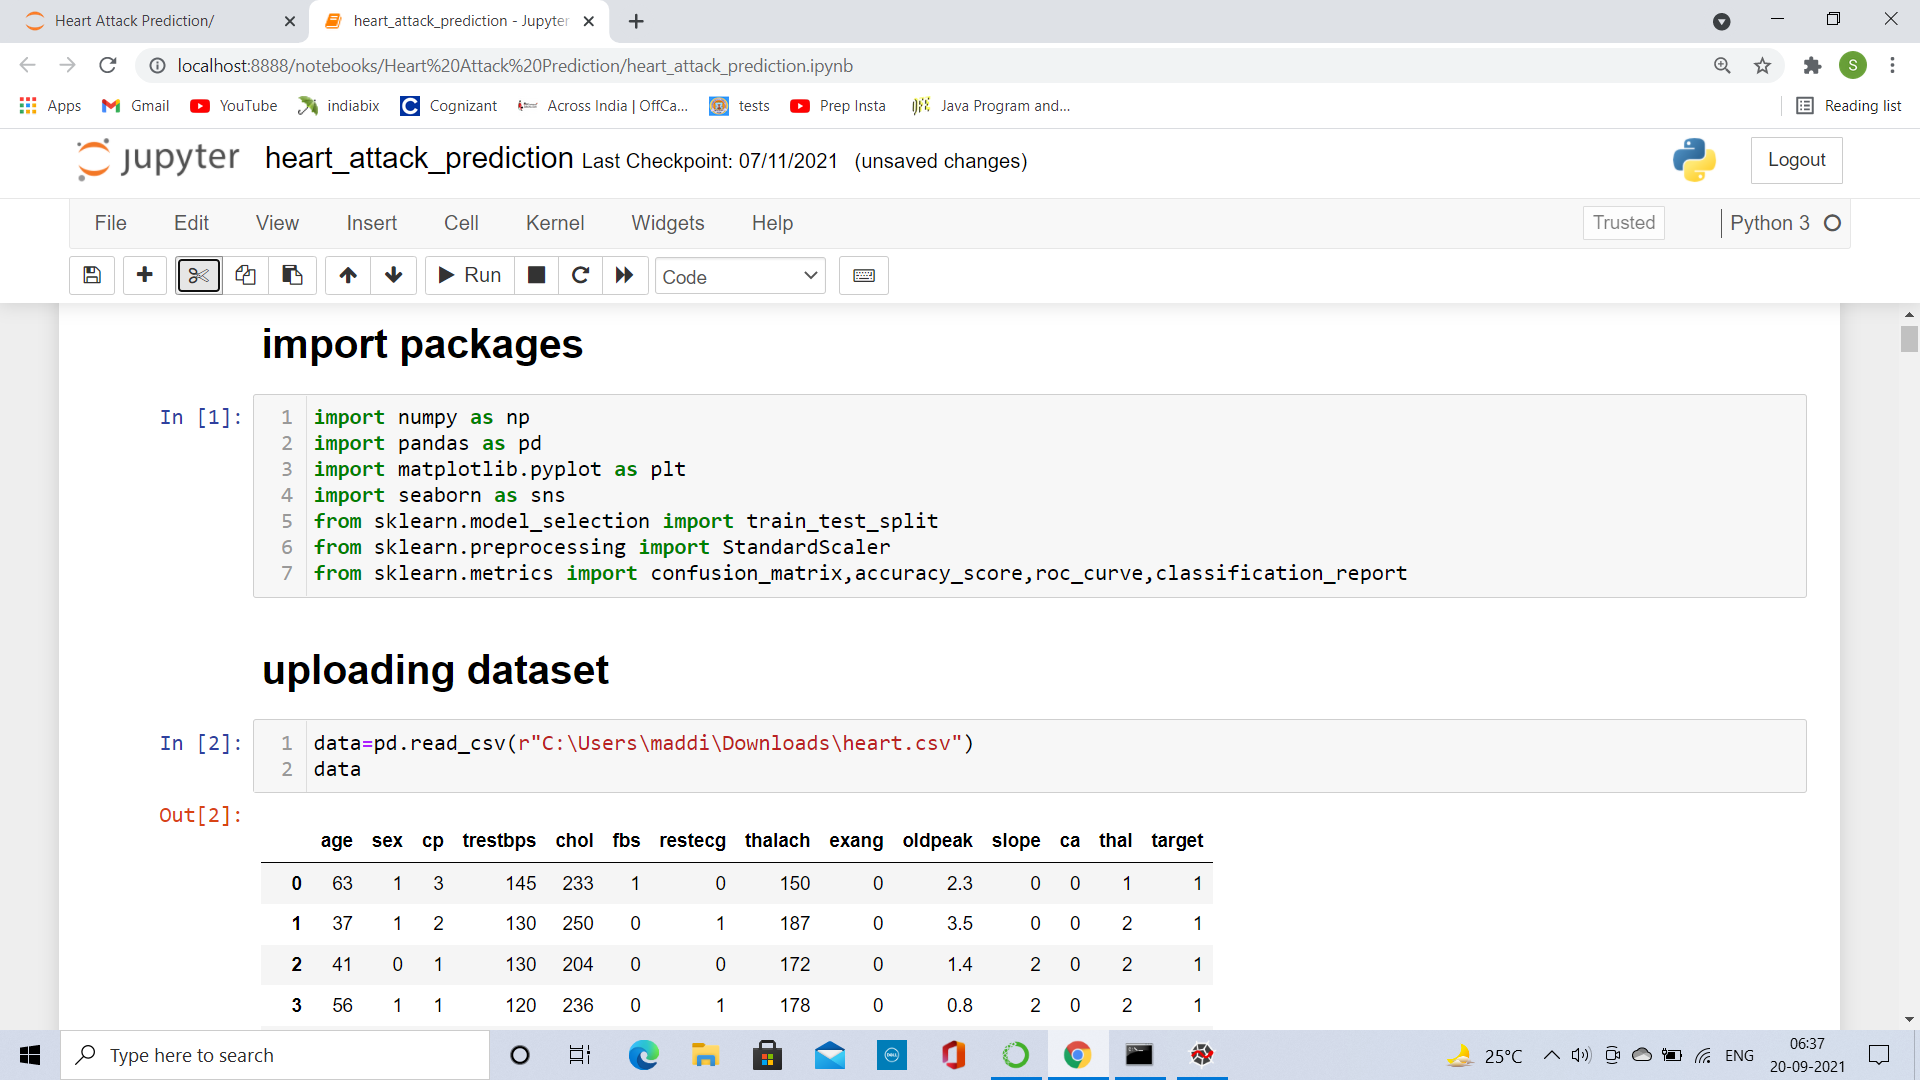 Heart Attack Prediction/
heart_attack_prediction - Jupyter
localhost:8888/notebooks/Heart%20Attack%20Prediction/heart_attack_prediction.ipynb
S
Apps Gmail YouTube indiabix Cognizant Across India | OffCa... tests Prep Insta Java Program and... Reading list
jupyter heart_attack_prediction Last Checkpoint: 07/11/2021 (unsaved changes) Logout
File Edit View Insert Cell Kernel Widgets Help Trusted Python 3
Run Code
import packages
In [1]:
1 import numpy as np
2 import pandas as pd
3 import matplotlib.pyplot as plt
4 import seaborn as sns
5 from sklearn.model_selection import train_test_split
6 from sklearn.preprocessing import StandardScaler
7 from sklearn.metrics import confusion_matrix,accuracy_score,roc_curve,classification_report
uploading dataset
In [2]:
1 data=pd.read_csv(r"C:\Users\maddi\Downloads\heart.csv")
2 data
Out[2]:
age sex cp trestbps chol fbs restecg thalach exang oldpeak slope ca thal target
0 63 1 3 145 233 1 0 150 0 2.3 0 0 1 1
1 37 1 2 130 250 0 1 187 0 3.5 0 0 2 1
2 41 0 1 130 204 0 0 172 0 1.4 2 0 2 1
3 56 1 1 120 236 0 1 178 0 0.8 2 0 2 1
Type here to search
DELL
25°C
ENG
06:37
20-09-2021